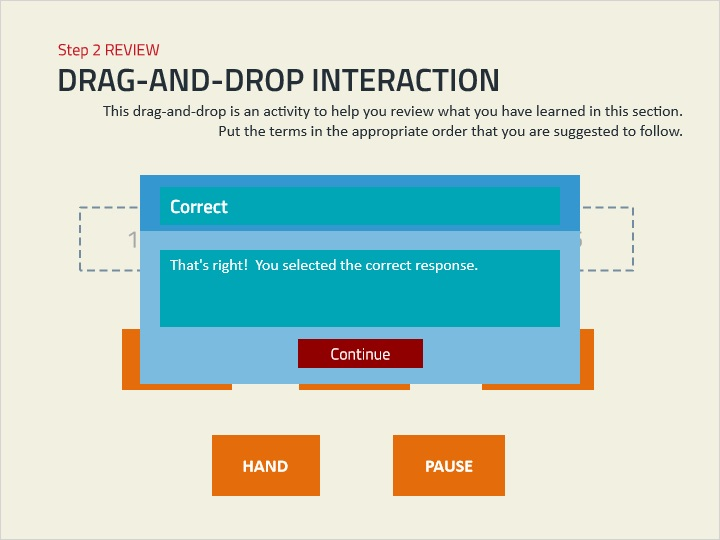 Step 2 REVIEW
DRAG-AND-DROP INTERACTION
This drag-and-drop is an activity to help you review what you have learned in this section.
Put the terms in the appropriate order that you are suggested to follow.
Correct
1
That's right!  You selected the correct response.
Continue
HAND
PAUSE